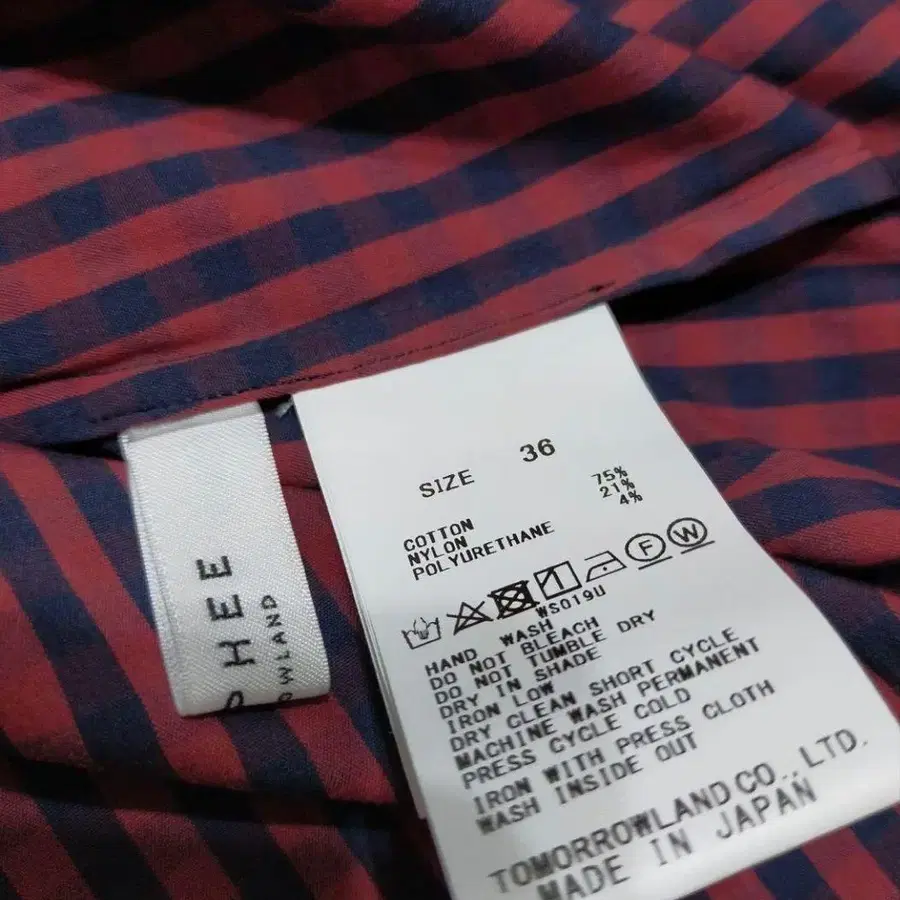 HEE
OWLAND
SIZE 36
COTTON 75%
NYLON 21%
POLYURETHANE 4%
F W
WS019U
HAND WASH
DO NOT BLEACH
DO NOT TUMBLE DRY
DRY IN SHADE
IRON LOW
DRY CLEAN SHORT CYCLE
MACHINE WASH PERMANENT
PRESS CYCLE COLD
IRON WITH PRESS CLOTH
WASH INSIDE OUT
TOMORROWLAND CO., LTD.
MADE IN JAPAN